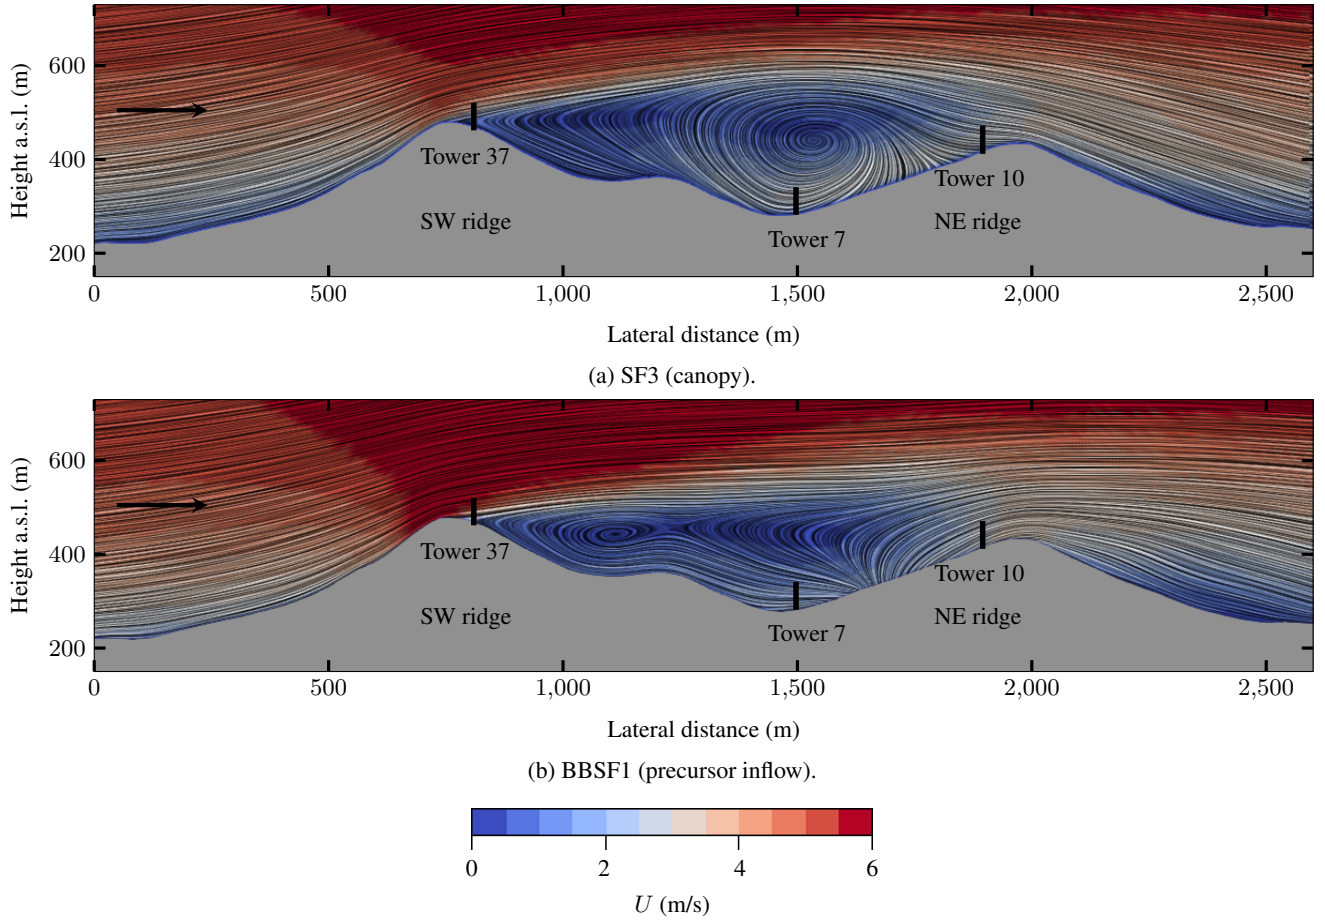 600
400
200
Height a.s.l. (m)
Tower 37
SW ridge
Tower 7
Tower 10
NE ridge
0 500 1,000 1,500 2,000 2,500
Lateral distance (m)
(a) SF3 (canopy).
600
400
200
Height a.s.l. (m)
Tower 37
SW ridge
Tower 7
Tower 10
NE ridge
0 500 1,000 1,500 2,000 2,500
Lateral distance (m)
(b) BBSF1 (precursor inflow).
0 2 4 6
U (m/s)